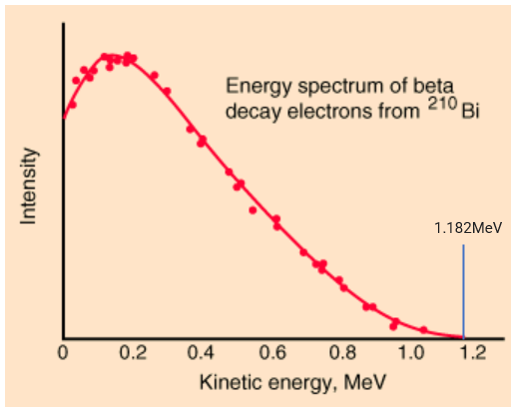 Energy spectrum of beta
decay electrons from ²¹⁰Bi
Intensity
1.182MeV
0 0.2 0.4 0.6 0.8 1.0 1.2
Kinetic energy, MeV